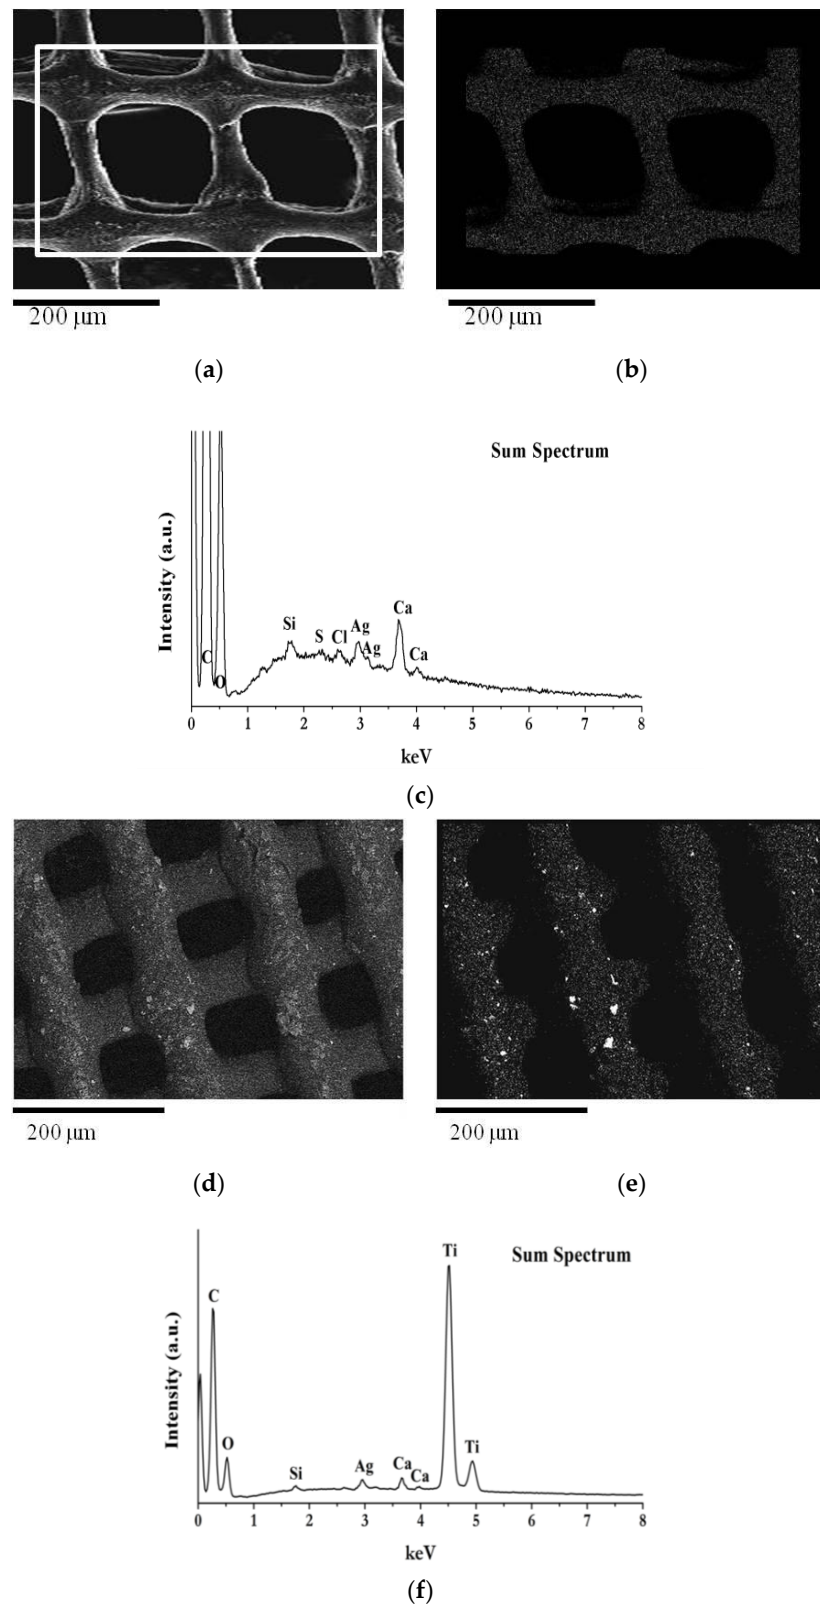 200 μm
200 μm
(a)
(b)
Sum Spectrum
Intensity (a.u.)
C
O
Si
S
Cl
Ag
Ag
Ca
Ca
0 1 2 3 4 5 6 7 8
keV
(c)
200 μm
200 μm
(d)
(e)
Sum Spectrum
Intensity (a.u.)
C
O
Si
Ag
Ca
Ca
Ti
Ti
0 1 2 3 4 5 6 7 8
keV
(f)